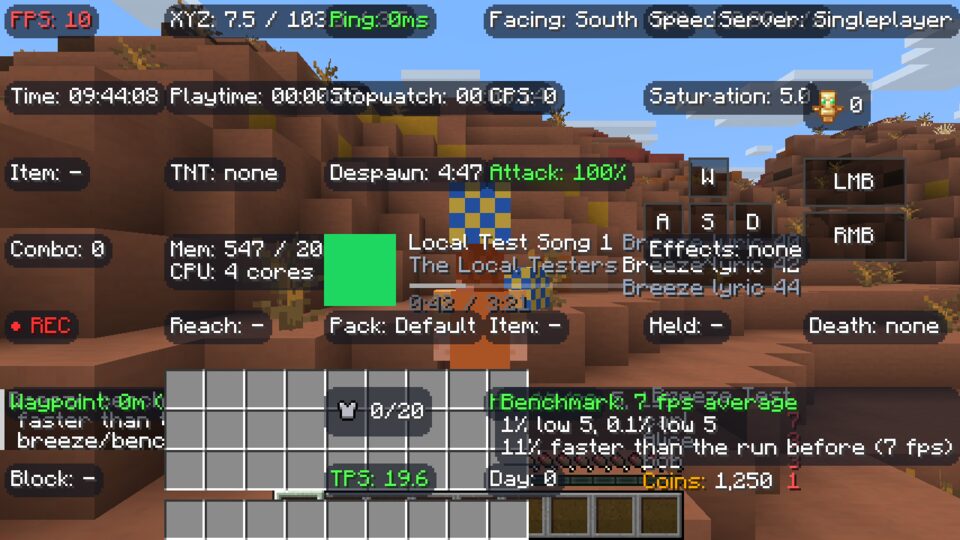 FPS: 10
XYZ: 7.5 / 103
Ping: 0ms
Facing: South
Speed
Server: Singleplayer
Time: 09:44:08
Playtime: 00:00
Stopwatch: 00
CPS: 0
Saturation: 5.0
0
Item: -
TNT: none
Despawn: 4:47
Attack: 100%
W
LMB
A S D
RMB
Combo: 0
Mem: 547 / 20
CPU: 4 cores
Local Test Song 1
The Local Testers
0:42 / 3:21
Effects: none
Breeze lyric 42
Breeze lyric 44
● REC
Reach: -
Pack: Default
Item: -
Held: -
Death: none
Waypoint: 0m
faster than
breeze/benc
0/20
Breeze Test
Benchmark: 7 fps average
1% low 5, 0.1% low 5
11% faster than the run before (7 fps)
Block: -
TPS: 19.6
Day: 0
Coins: 1,250
1